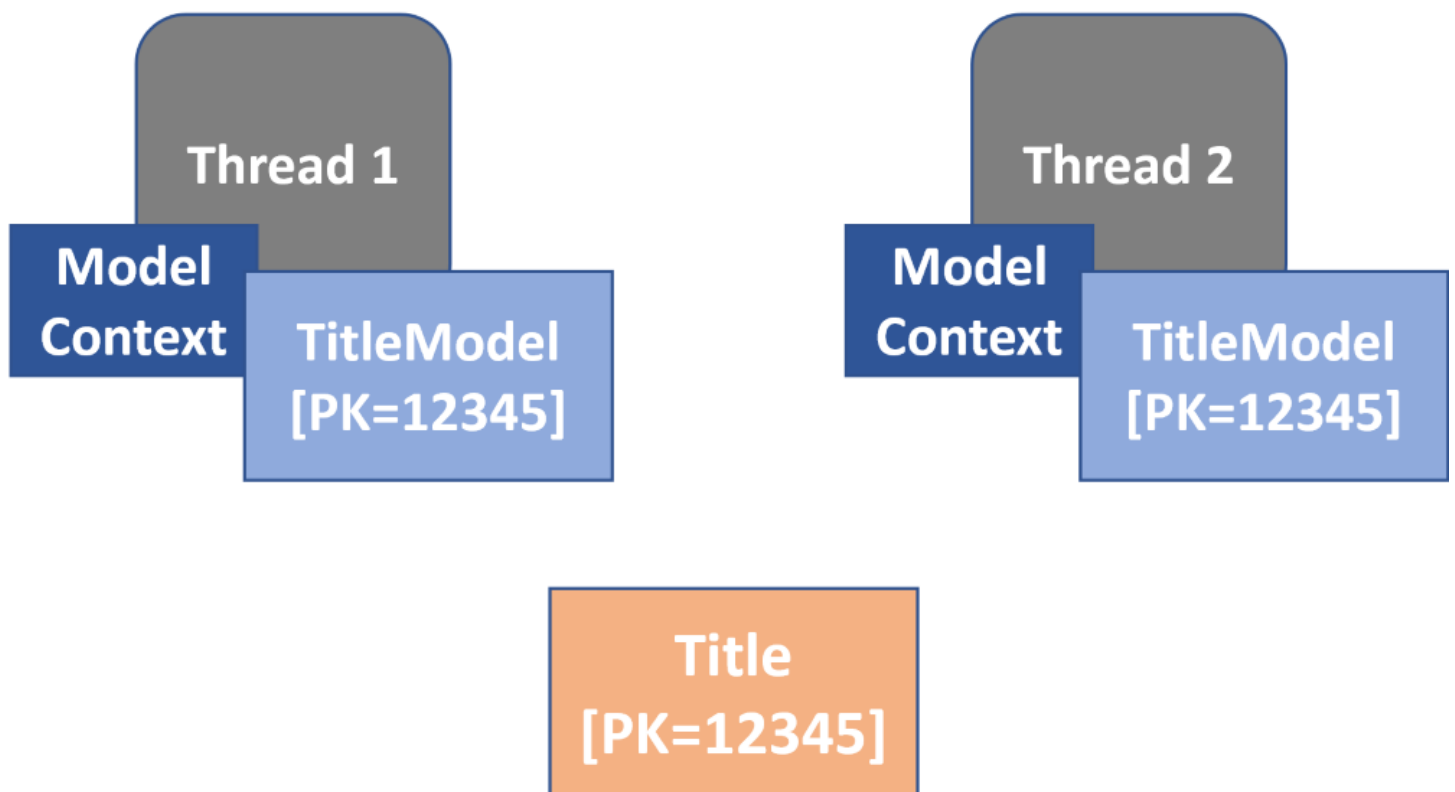 Thread 1
Model
Context
TitleModel
[PK=12345]
Thread 2
Model
Context
TitleModel
[PK=12345]
Title
[PK=12345]